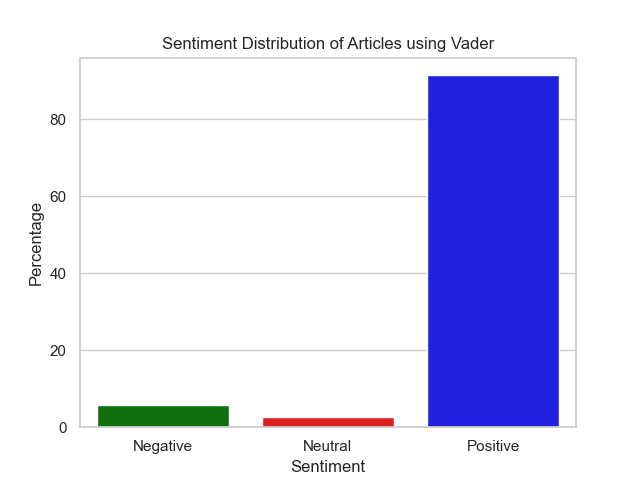 Sentiment Distribution of Articles using Vader
Percentage
80
60
40
20
0
Negative Neutral Positive
Sentiment